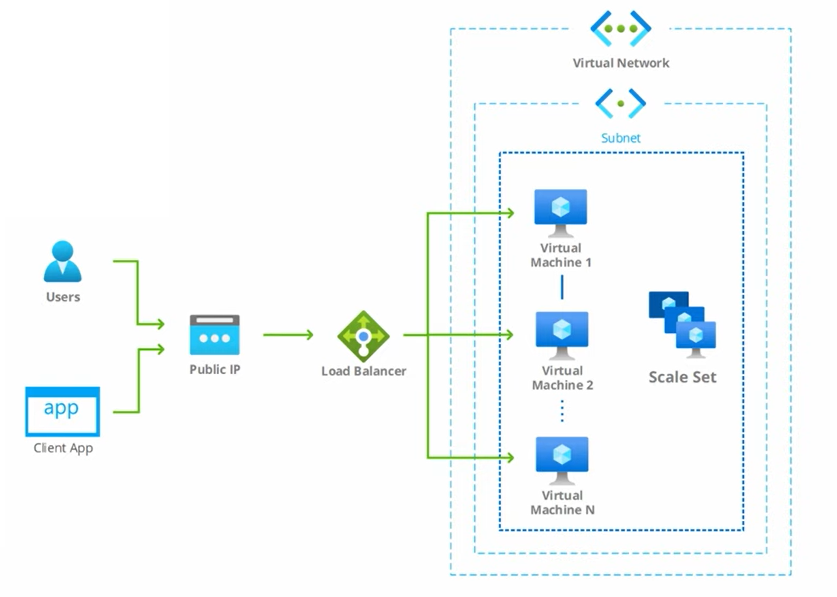 Virtual Network
Subnet
Virtual
Machine 1
Users
Public IP
Load Balancer
Virtual
Machine 2
Scale Set
app
Client App
Virtual
Machine N